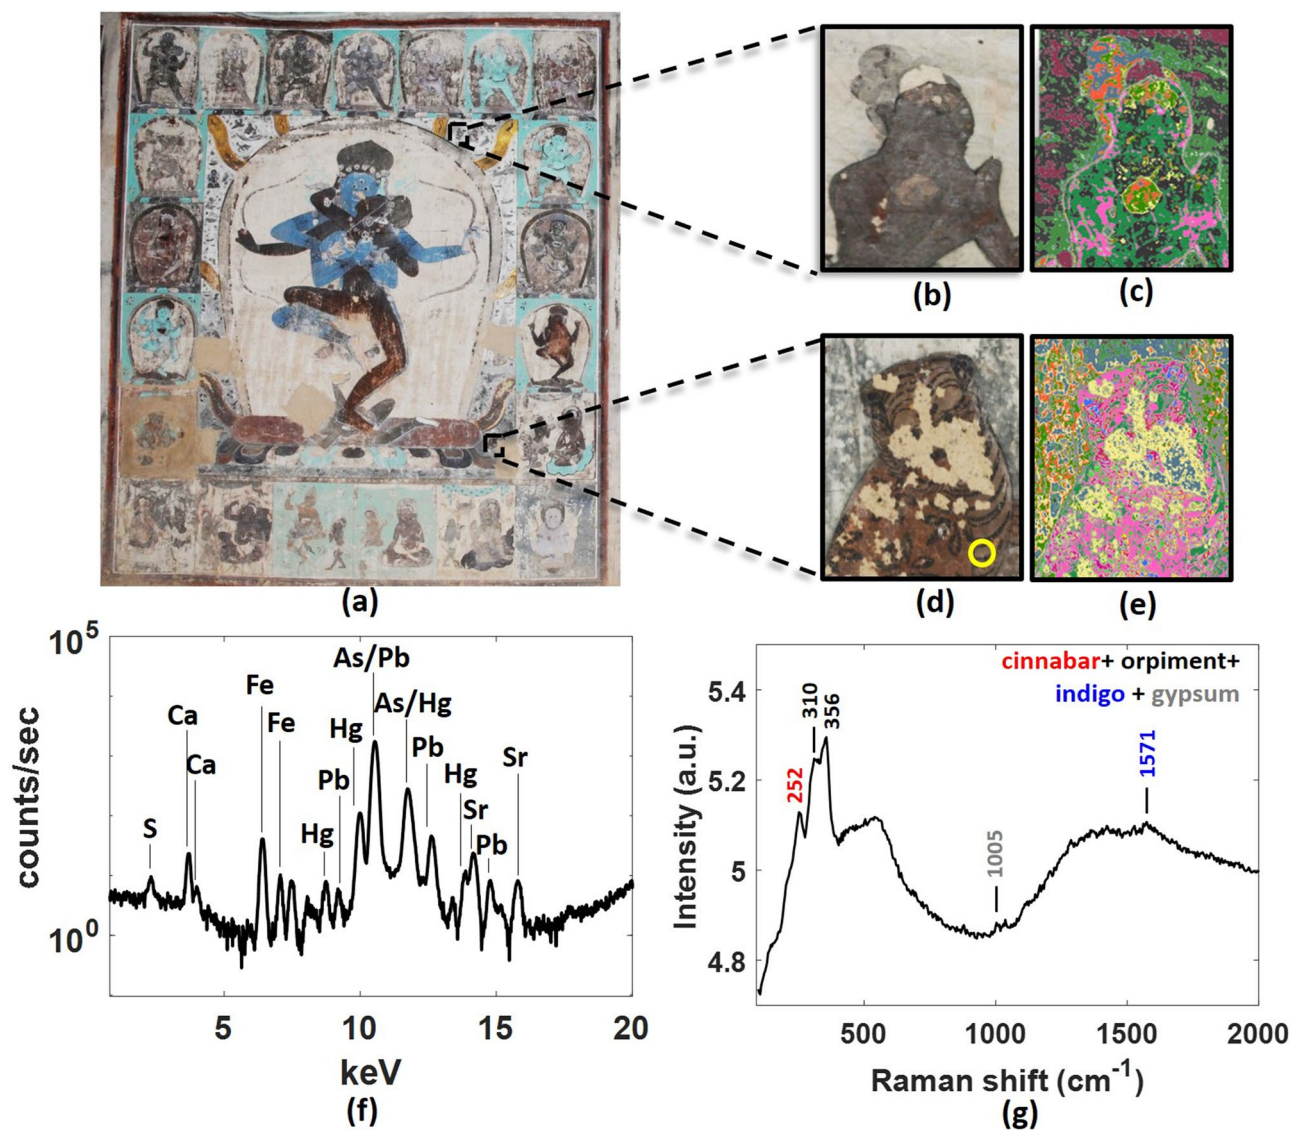 (a)
(b)
(c)
(d)
(e)
10⁵
10⁰
counts/sec
S
Ca
Ca
Fe
Fe
Hg
Pb
Hg
As/Pb
As/Hg
Pb
Hg
Sr
Pb
Sr
5
10
15
20
keV
(f)
cinnabar+ orpiment+
indigo + gypsum
5.4
5.2
5
4.8
Intensity (a.u.)
252
310
356
1005
1571
500
1000
1500
2000
Raman shift (cm⁻¹)
(g)